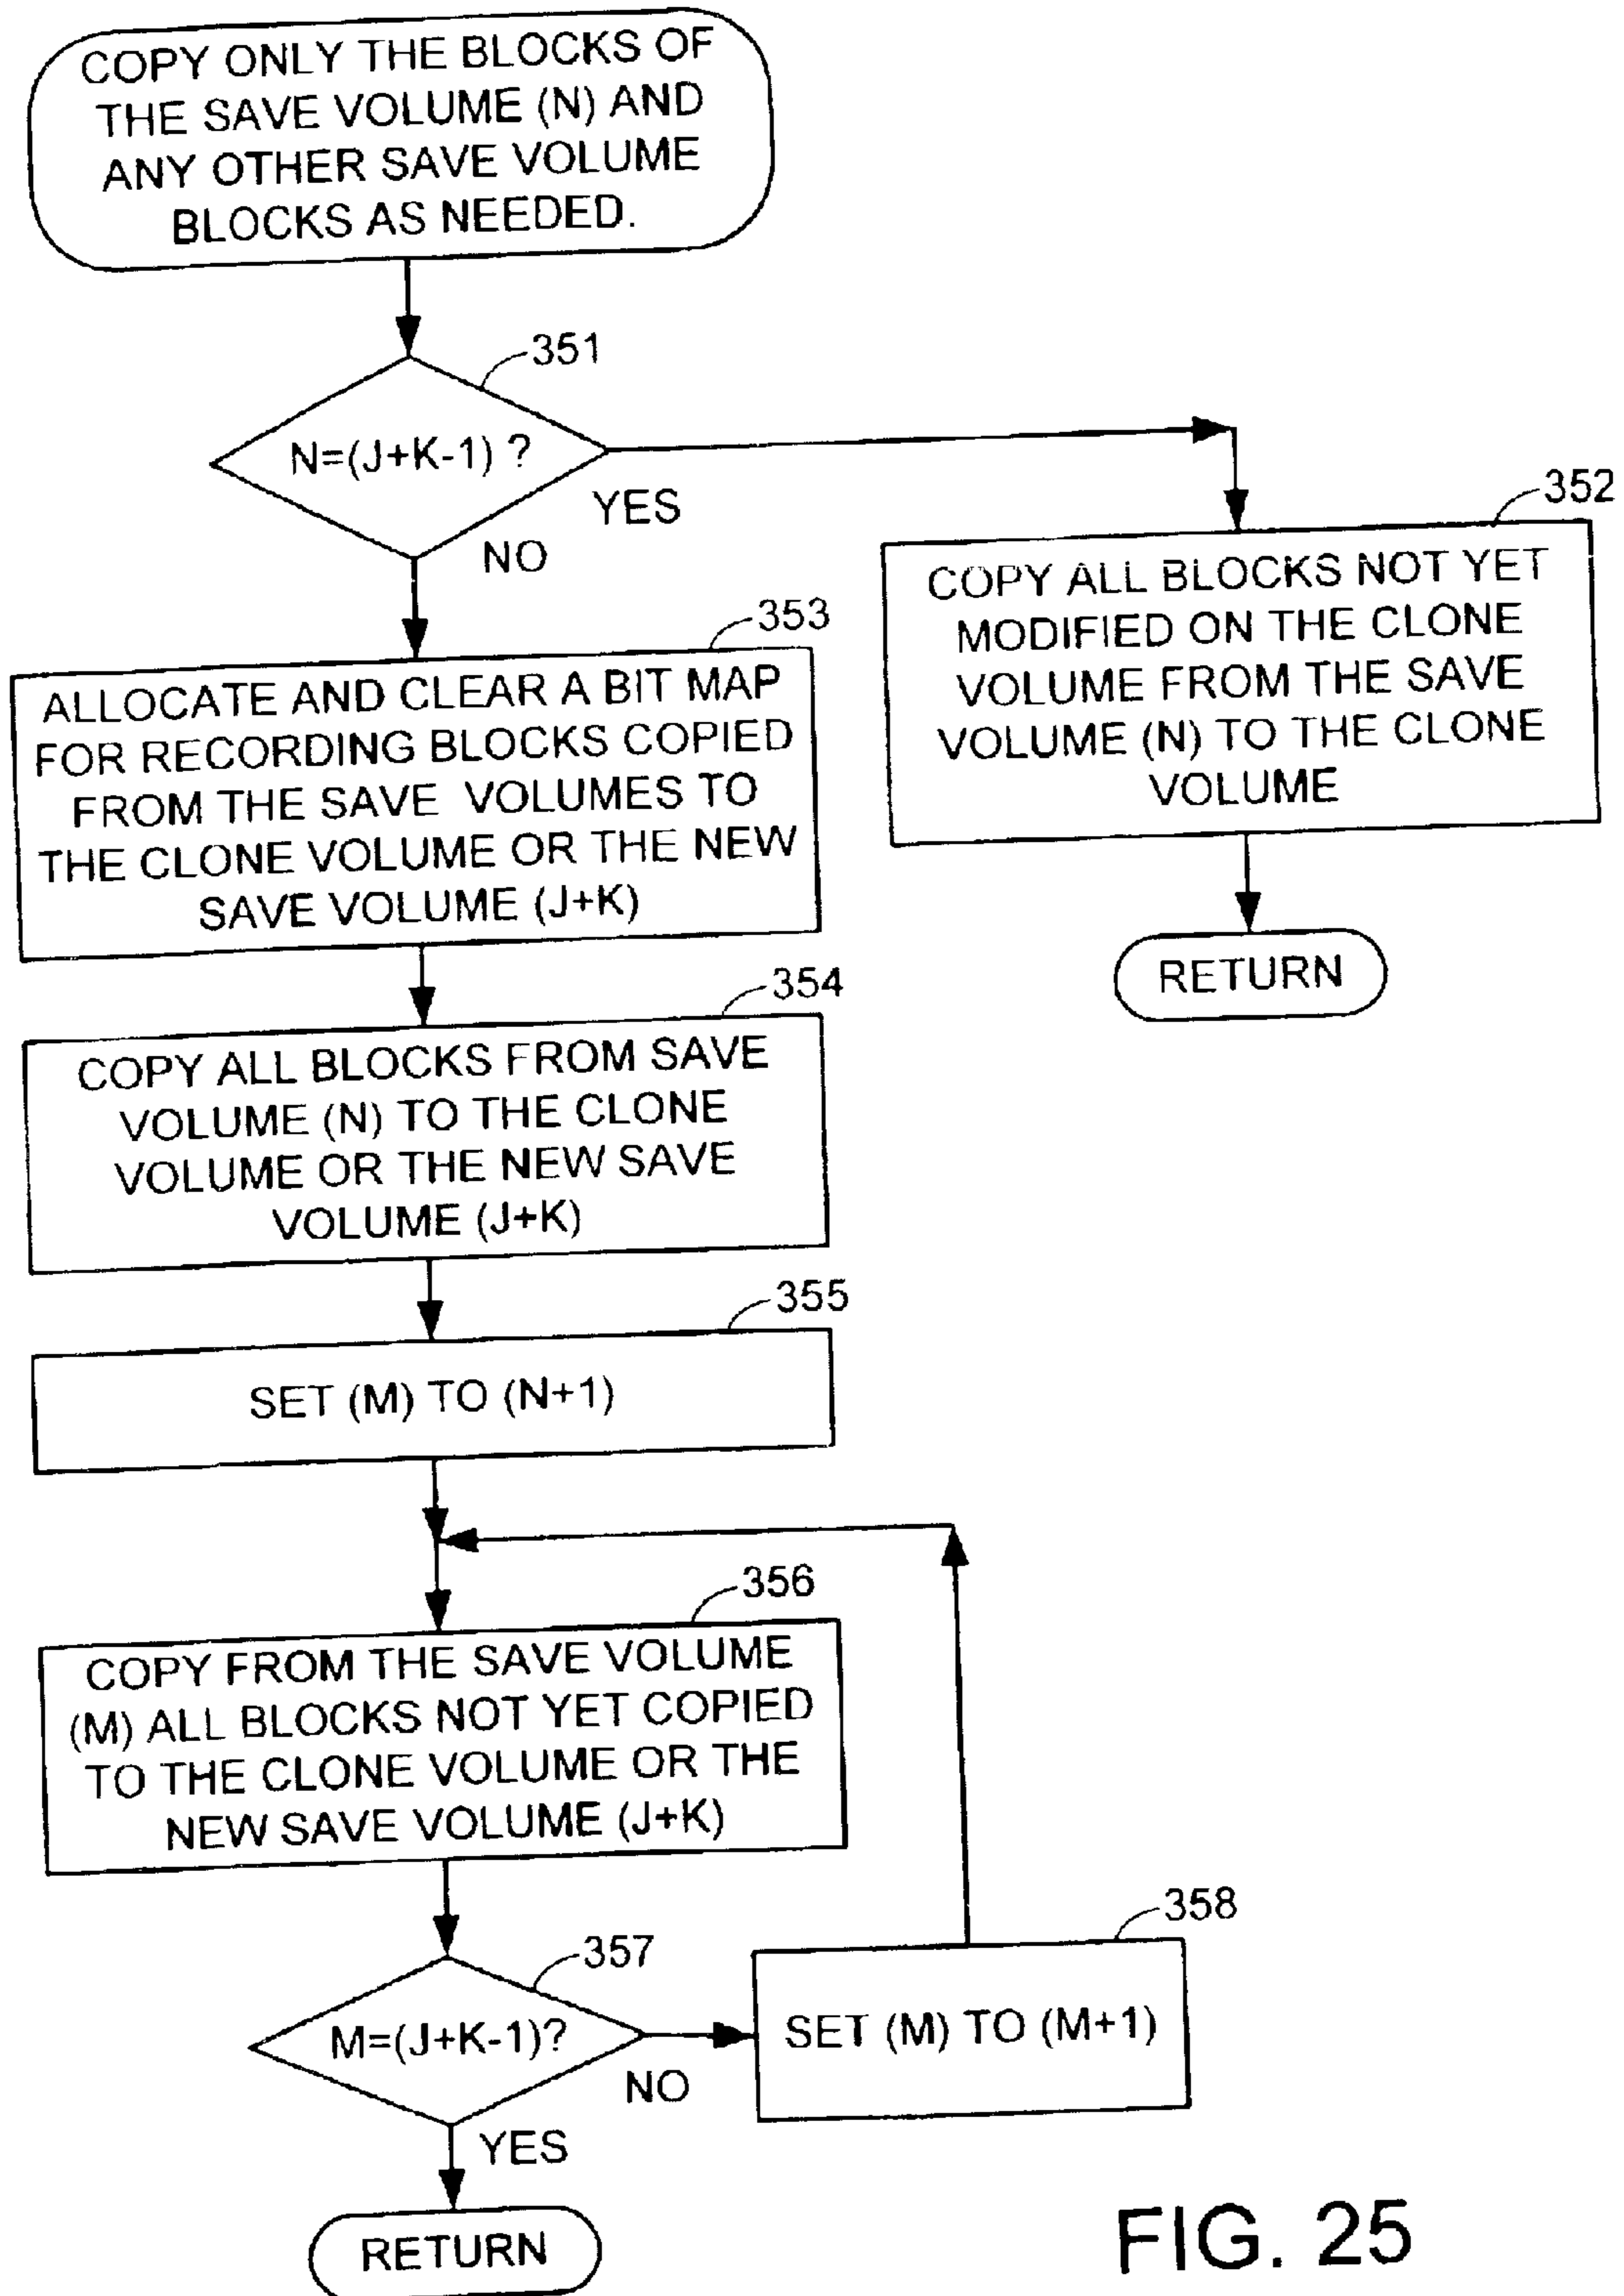 COPY ONLY THE BLOCKS OF
THE SAVE VOLUME (N) AND
ANY OTHER SAVE VOLUME
BLOCKS AS NEEDED.
351
N=(J+K-1) ?
YES
NO
352
COPY ALL BLOCKS NOT YET
MODIFIED ON THE CLONE
VOLUME FROM THE SAVE
VOLUME (N) TO THE CLONE
VOLUME
RETURN
353
ALLOCATE AND CLEAR A BIT MAP
FOR RECORDING BLOCKS COPIED
FROM THE SAVE VOLUMES TO
THE CLONE VOLUME OR THE NEW
SAVE VOLUME (J+K)
354
COPY ALL BLOCKS FROM SAVE
VOLUME (N) TO THE CLONE
VOLUME OR THE NEW SAVE
VOLUME (J+K)
355
SET (M) TO (N+1)
356
COPY FROM THE SAVE VOLUME
(M) ALL BLOCKS NOT YET COPIED
TO THE CLONE VOLUME OR THE
NEW SAVE VOLUME (J+K)
357
M=(J+K-1)?
NO
YES
358
SET (M) TO (M+1)
RETURN
FIG. 25